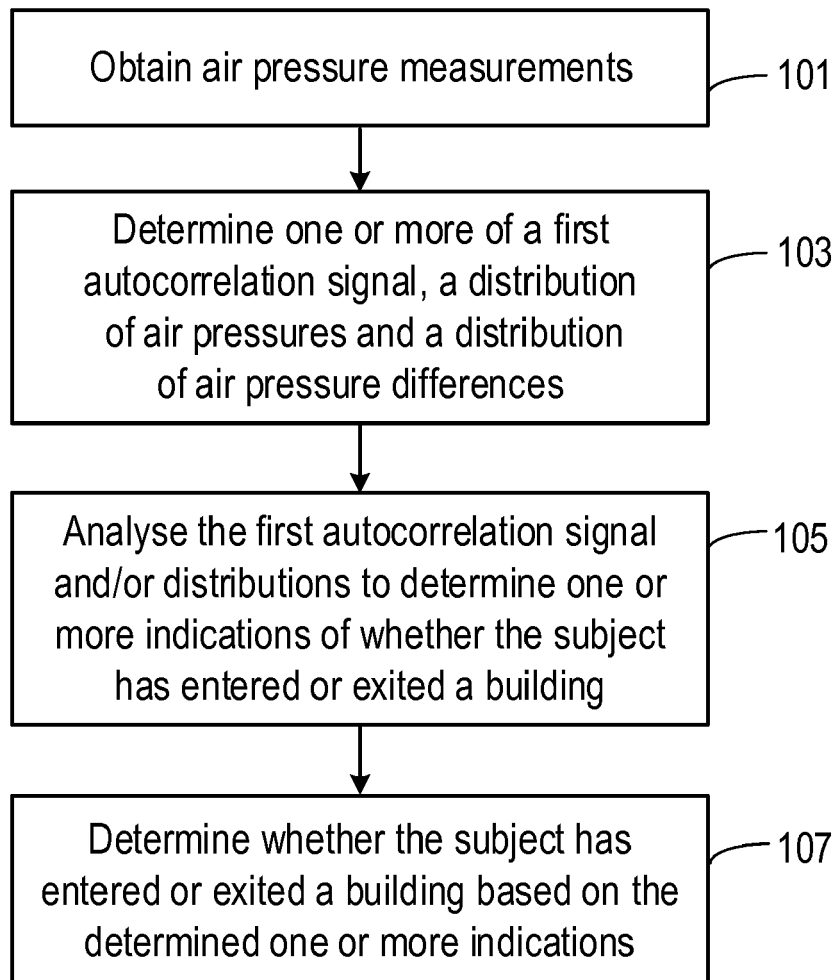 Obtain air pressure measurements
101
Determine one or more of a first
autocorrelation signal, a distribution
of air pressures and a distribution
of air pressure differences
103
Analyse the first autocorrelation signal
and/or distributions to determine one or
more indications of whether the subject
has entered or exited a building
105
Determine whether the subject has
entered or exited a building based on the
determined one or more indications
107